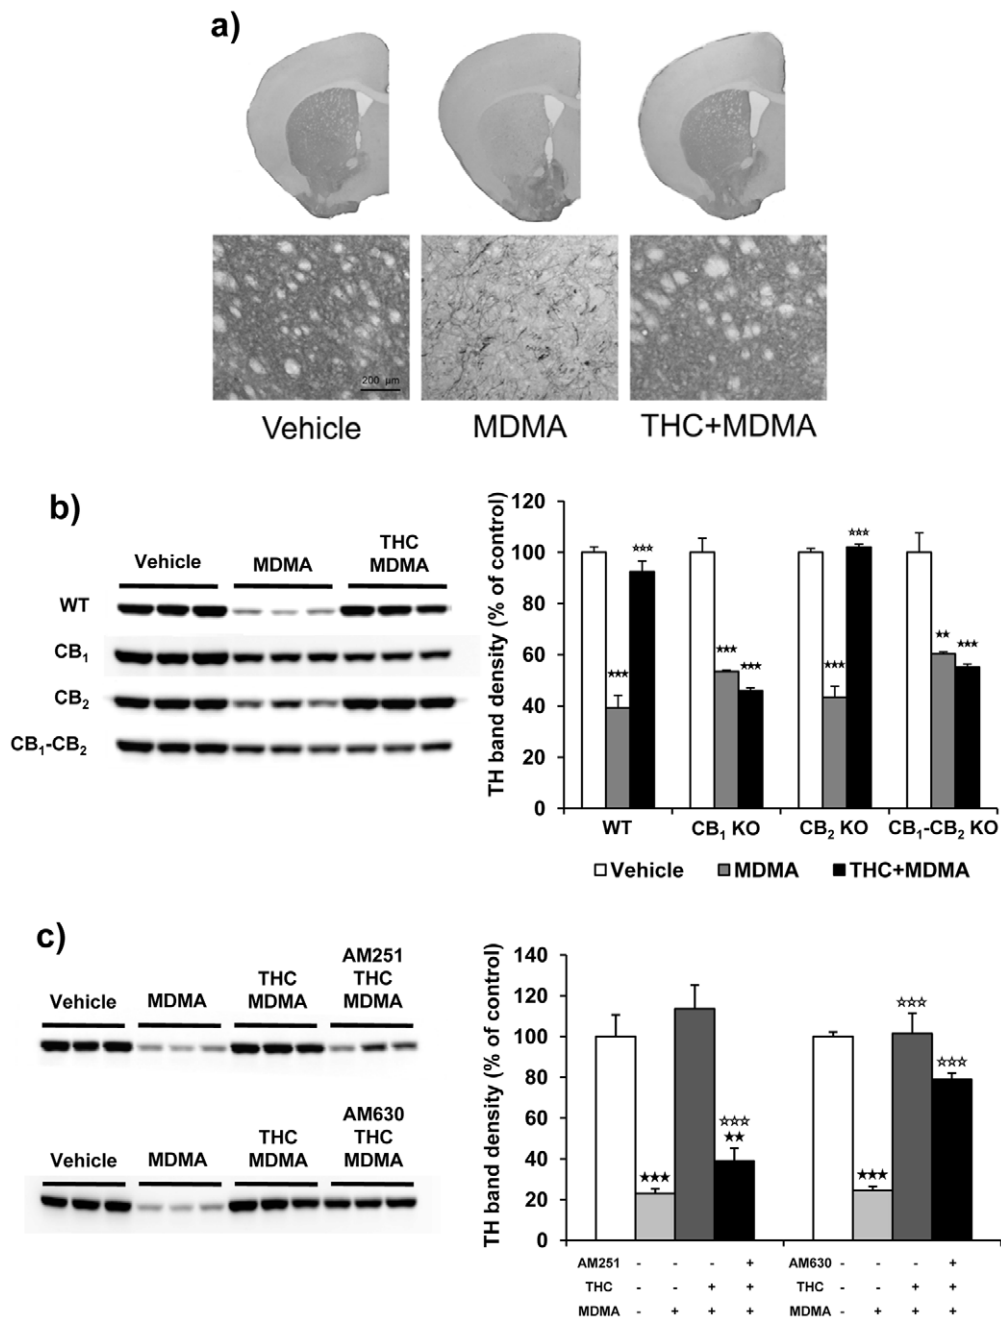 a)
200 µm
Vehicle
MDMA
THC+MDMA
b)
Vehicle
MDMA
THC
MDMA
WT
CB1
CB2
CB1-CB2
TH band density (% of control)
120
100
80
60
40
20
0
☆☆☆
★★★
★★★
★★★
☆☆☆
★★★
★★
★★★
WT
CB1 KO
CB2 KO
CB1-CB2 KO
Vehicle
MDMA
THC+MDMA
c)
Vehicle
MDMA
THC
MDMA
AM251
THC
MDMA
Vehicle
MDMA
THC
MDMA
AM630
THC
MDMA
TH band density (% of control)
140
120
100
80
60
40
20
0
★★★
☆☆☆
★★
★★★
☆☆☆
☆☆☆
AM251 - - - +
THC - - + +
MDMA - + + +
AM630 - - - +
THC - - + +
MDMA - + + +